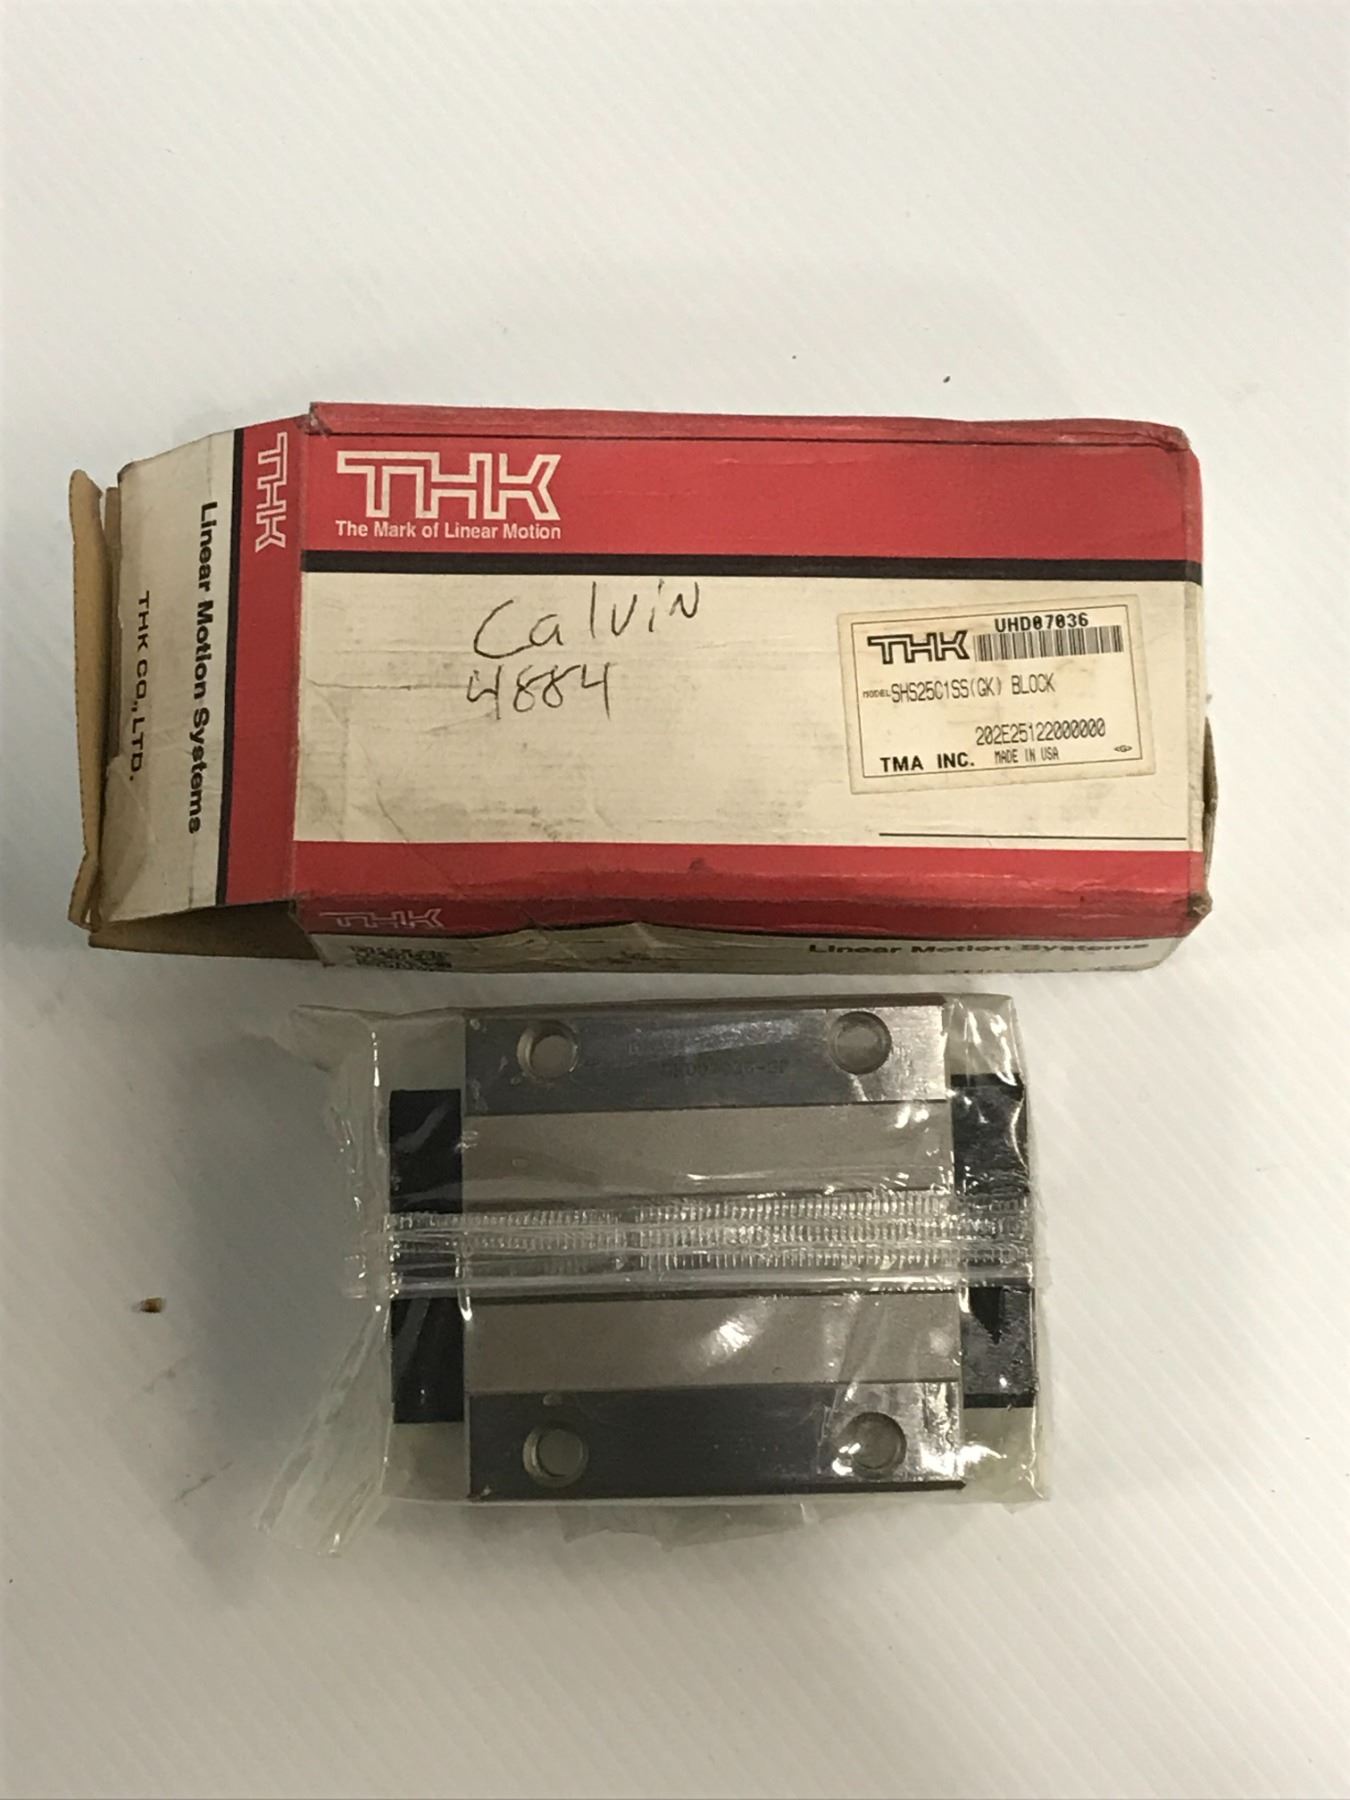 THK
The Mark of Linear Motion
THK
Linear Motion Systems
THK CO., LTD.
Calvin
4884
UHD07036
THK
MODEL SHS25C1SS(GK) BLOCK
202E25122000000
TMA INC. MADE IN USA <G>
THK
Linear Motion Systems